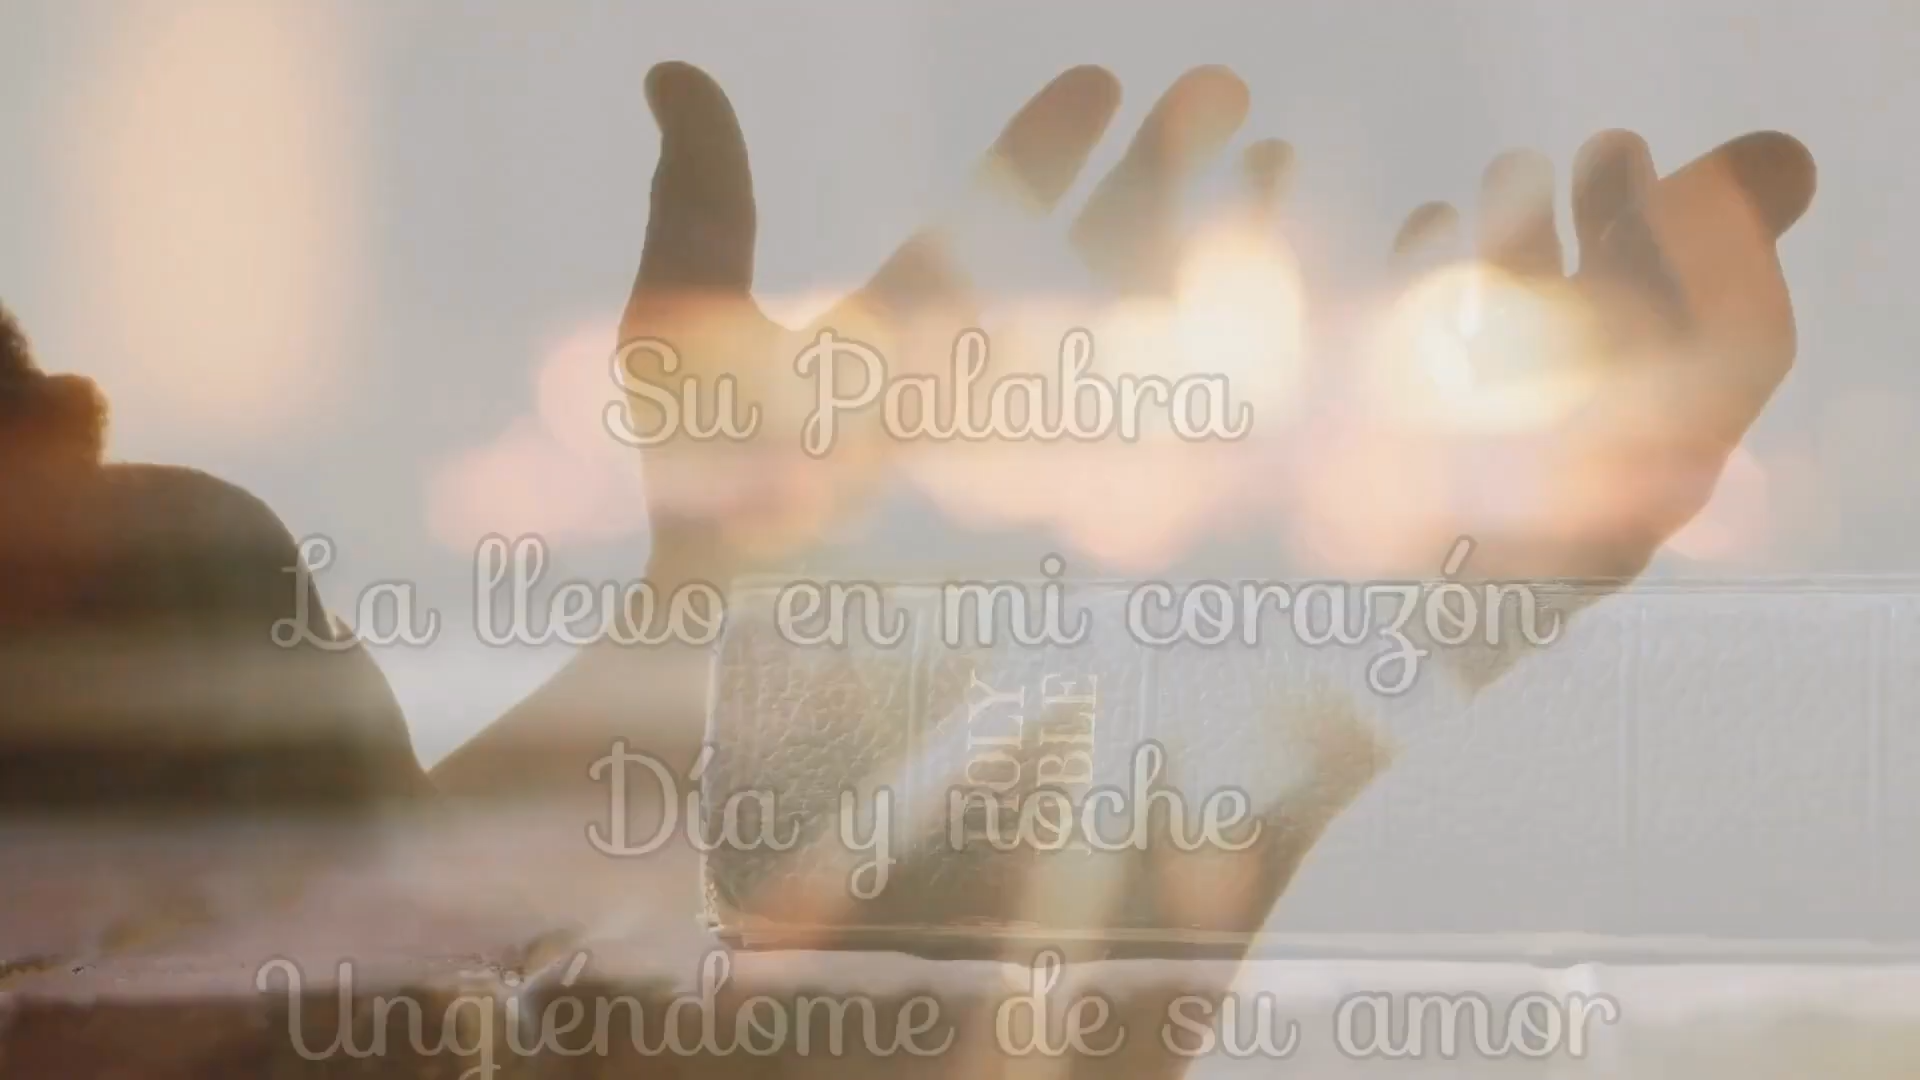 Su Palabra
La llevo en mi corazón
HOLY
BIBLE
Día y noche
Ungiéndome de su amor